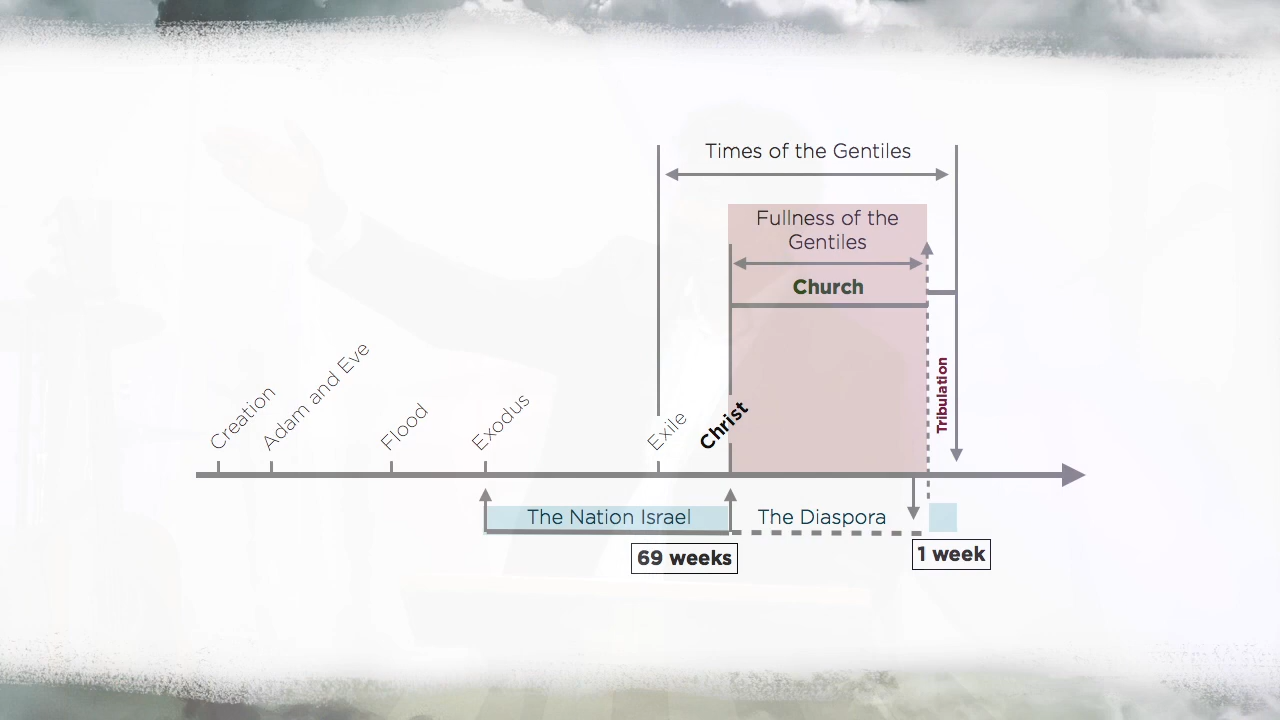 Times of the Gentiles
Fullness of the
Gentiles
Church
Creation
Adam and Eve
Flood
Exodus
Exile
Christ
Tribulation
The Nation Israel
The Diaspora
69 weeks
1 week